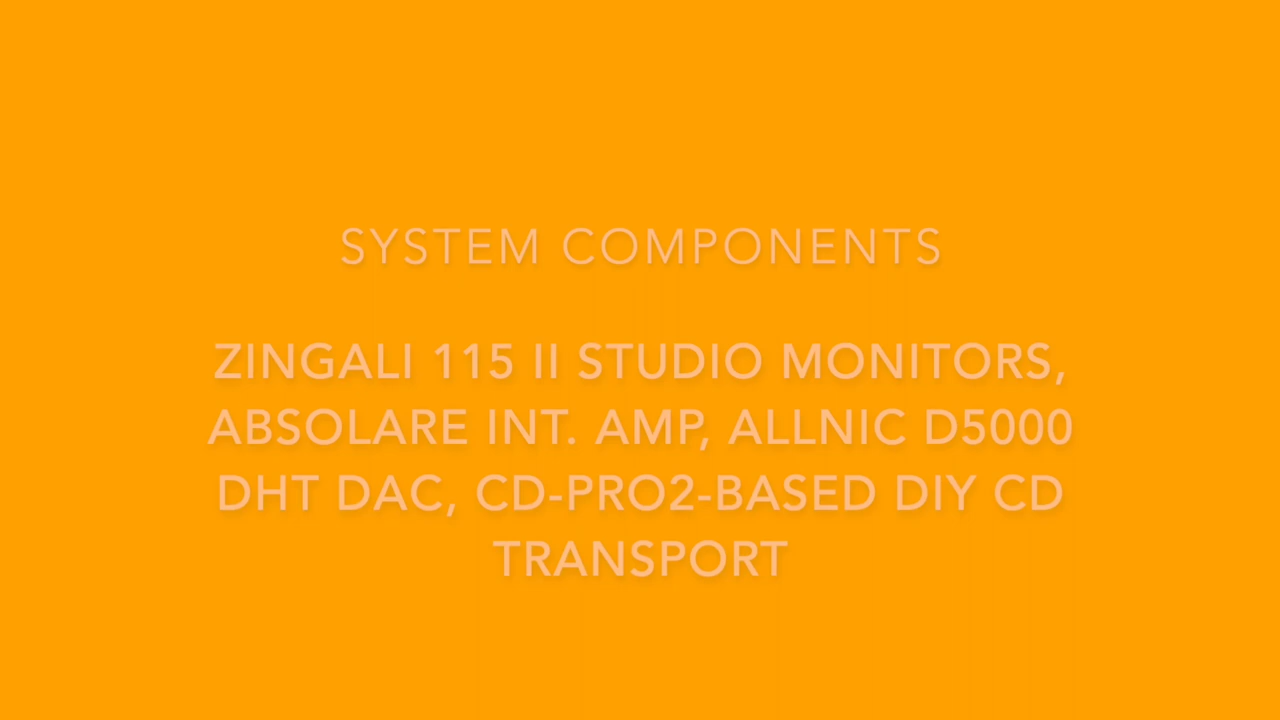 SYSTEM COMPONENTS
ZINGALI 115 II STUDIO MONITORS,
ABSOLARE INT. AMP, ALLNIC D5000
DHT DAC, CD-PRO2-BASED DIY CD
TRANSPORT